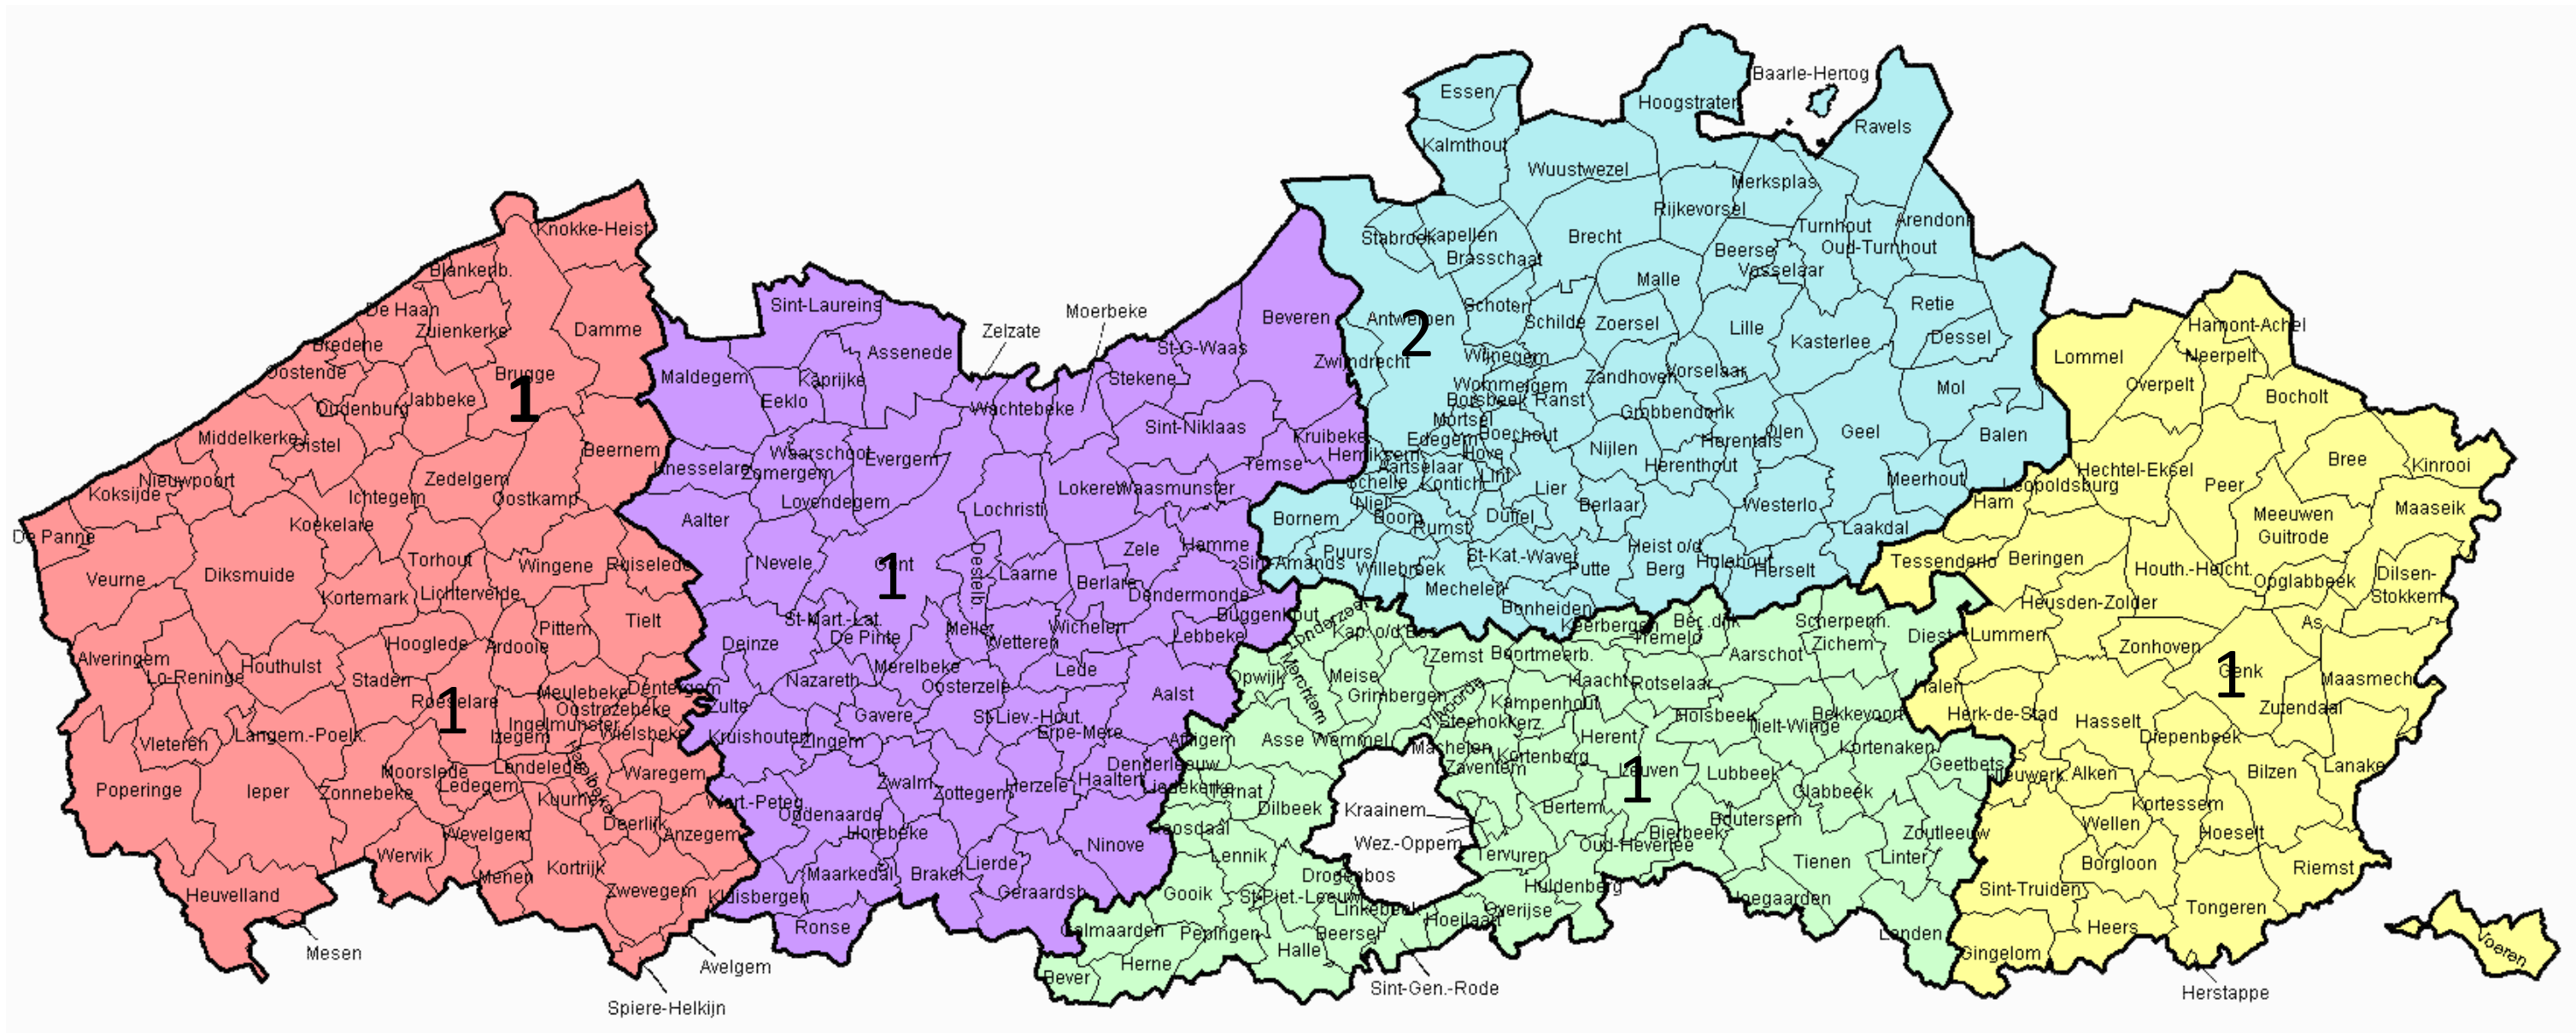 Knokke-Heist
Blankenb.
De Haan
Zuienkerke
Damme
Bredene
Oostende
Brugge
1
Oudenburg
Jabbeke
Middelkerke
Gistel
Beernem
Nieuwpoort
Koksijde
Zedelgem
Ichtegem
Oostkamp
De Panne
Koekelare
Torhout
Wingene
Ruiselede
Veurne
Diksmuide
Kortemark
Lichtervelde
Tielt
Pittem
Hooglede
Ardooie
Alveringem
Lo-Reninge
Houthulst
Staden
Roeselare
1
Meulebeke
Dentergem
Oostrozebeke
Ingelmunster
Izegem
Wielsbeke
Vleteren
Langem.-Poelk.
Moorslede
Ledegem
Lendelede
Harelbeke
Waregem
Poperinge
Ieper
Zonnebeke
Kuurne
Deerlijk
Anzegem
Wevelgem
Wervik
Menen
Kortrijk
Zwevegem
Heuvelland
Mesen
Avelgem
Spiere-Helkijn
Sint-Laureins
Moerbeke
Zelzate
Assenede
Maldegem
Kaprijke
Eeklo
St-G-Waas
Stekene
Beveren
Zwijndrecht
Wachtebeke
Sint-Niklaas
Kruibeke
Temse
Waarschoot
Evergem
Knesselare
Zomergem
Lovendegem
Lokeren
Waasmunster
Lochristi
Aalter
Nevele
Gent
1
Destelb.
Laarne
Zele
Hamme
Berlare
Dendermonde
Buggenhout
St-Mart.-Lat.
De Pinte
Melle
Wetteren
Wichelen
Lebbeke
Deinze
Merelbeke
Lede
Nazareth
Oosterzele
Aalst
Zulte
Gavere
St-Liev.-Hout.
Erpe-Mere
Kruishoutem
Zingem
Denderleeuw
Haaltert
Zwalm
Zottegem
Herzele
Wort.-Peteg.
Oudenaarde
Horebeke
Ninove
Maarkedal
Brakel
Lierde
Geraardsb.
Kluisbergen
Ronse
Essen
Baarle-Hertog
Hoogstraten
Kalmthout
Ravels
Wuustwezel
Merksplas
Rijkevorsel
Arendonk
Turnhout
Oud-Turnhout
Stabroek
Kapellen
Brecht
Brasschaat
Beerse
Vosselaar
Malle
Schoten
Retie
Antwerpen
2
Schilde
Zoersel
Lille
Kasterlee
Dessel
Wijnegem
Wommelgem
Zandhoven
Vorselaar
Mol
Borsbeek
Ranst
Grobbendonk
Mortsel
Edegem
Boechout
Hove
Nijlen
Herentals
Olen
Geel
Balen
Hemiksem
Aartselaar
Lint
Herenthout
Schelle
Kontich
Lier
Meerhout
Niel
Boom
Rumst
Duffel
Berlaar
Westerlo
Bornem
Laakdal
Puurs
Sint-Amands
Willebroek
St-Kat.-Waver
Putte
Heist o/d
Berg
Hulshout
Herselt
Mechelen
Bonheiden
Londerzeel
Kap. o/d Bos
Keerbergen
Tremelo
Scherpenh.
Zichem
Diest
Zemst
Boortmeerb.
Aarschot
Opwijk
Merchtem
Meise
Grimbergen
Haacht
Rotselaar
Vilvoorde
Kampenhout
Steenokkerz.
Holsbeek
Tielt-Winge
Bekkevoort
Affligem
Asse
Wemmel
Machelen
Kortenberg
Herent
Kortenaken
Zaventem
Leuven
1
Lubbeek
Geetbets
Liedekerke
Ternat
Dilbeek
Kraainem
Bertem
Glabbeek
Boutersem
Roosdaal
Wez.-Oppem
Bierbeek
Zoutleeuw
Lennik
Tervuren
Oud-Heverlee
Tienen
Linter
Drogenbos
Gooik
St-Piet.-Leeuw
Huldenberg
Hoegaarden
Linkebeek
Hoeilaart
Overijse
Galmaarden
Pepingen
Beersel
Landen
Halle
Herne
Bever
Sint-Gen.-Rode
Hamont-Achel
Lommel
Neerpelt
Overpelt
Bocholt
Hechtel-Eksel
Bree
Kinrooi
Leopoldsburg
Peer
Ham
Maaseik
Meeuwen
Guitrode
Tessenderlo
Beringen
Houth.-Helcht.
Opglabbeek
Dilsen-
Stokkem
Heusden-Zolder
As
Lummen
Zonhoven
Genk
1
Maasmech.
Halen
Herk-de-Stad
Hasselt
Zutendaal
Diepenbeek
Nieuwerk.
Alken
Bilzen
Lanaken
Kortessem
Wellen
Hoeselt
Borgloon
Riemst
Sint-Truiden
Tongeren
Heers
Gingelom
Voeren
Herstappe